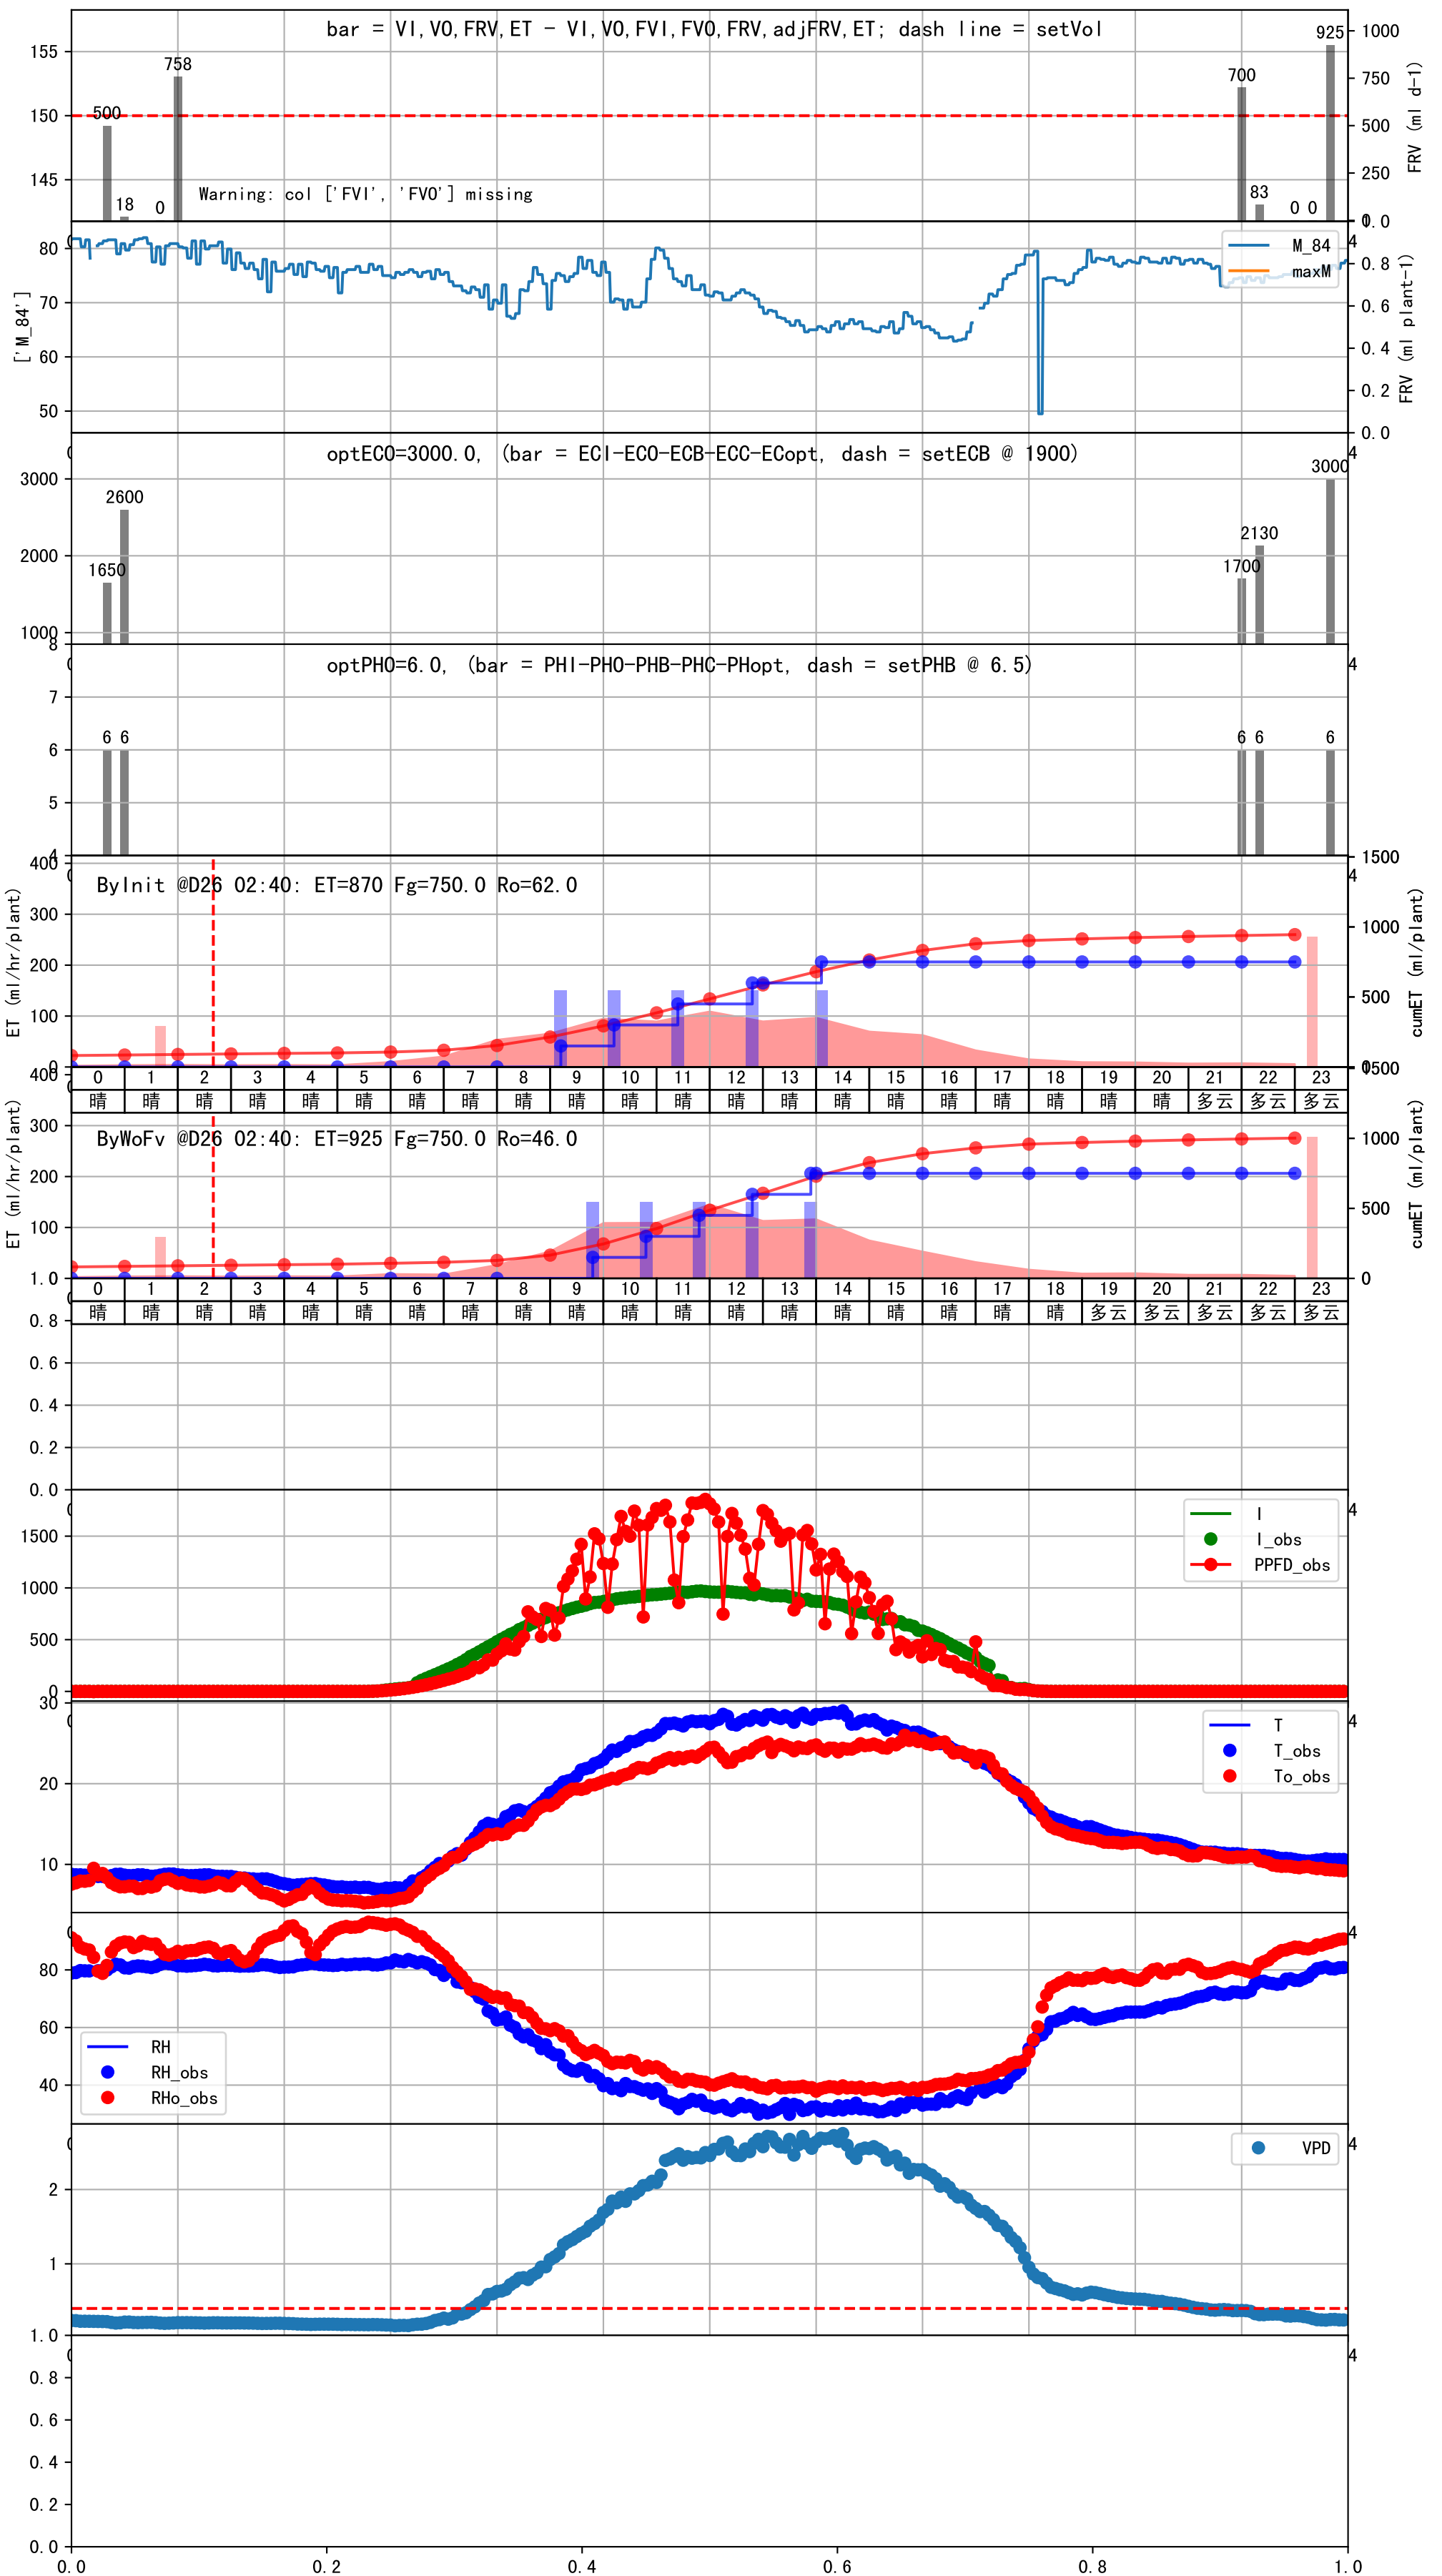 bar = VI,VO,FRV,ET - VI,VO,FVI,FVO,FRV,adjFRV,ET; dash line = setVol
155
150
145
500
18
0
758
700
83
0 0
925
Warning: col ['FVI', 'FVO'] missing
1000
750
500
250
0
FRV (ml d-1)
80
70
60
50
['M_84']
M_84
maxM
1.0
0.8
0.6
0.4
0.2
0.0
FRV (ml plant-1)
optECO=3000.0, (bar = ECI-ECO-ECB-ECC-ECopt, dash = setECB @ 1900)
3000
2000
1000
1650
2600
1700
2130
3000
optPHO=6.0, (bar = PHI-PHO-PHB-PHC-PHopt, dash = setPHB @ 6.5)
8
7
6
5
4
6 6
6 6
6
ByInit @D26 02:40: ET=870 Fg=750.0 Ro=62.0
400
300
200
100
0
ET (ml/hr/plant)
1500
1000
500
0
cumET (ml/plant)
0 1 2 3 4 5 6 7 8 9 10 11 12 13 14 15 16 17 18 19 20 21 22 23
晴 晴 晴 晴 晴 晴 晴 晴 晴 晴 晴 晴 晴 晴 晴 晴 晴 晴 晴 晴 晴 多云 多云 多云
ByWoFv @D26 02:40: ET=925 Fg=750.0 Ro=46.0
400
300
200
100
ET (ml/hr/plant)
1500
1000
500
0
cumET (ml/plant)
0 1 2 3 4 5 6 7 8 9 10 11 12 13 14 15 16 17 18 19 20 21 22 23
晴 晴 晴 晴 晴 晴 晴 晴 晴 晴 晴 晴 晴 晴 晴 晴 晴 晴 晴 多云 多云 多云 多云 多云
1.0
0.8
0.6
0.4
0.2
0.0
1500
1000
500
0
I
I_obs
PPFD_obs
30
20
10
T
T_obs
To_obs
80
60
40
RH
RH_obs
RHo_obs
2
1
VPD
1.0
0.8
0.6
0.4
0.2
0.0
0.0 0.2 0.4 0.6 0.8 1.0